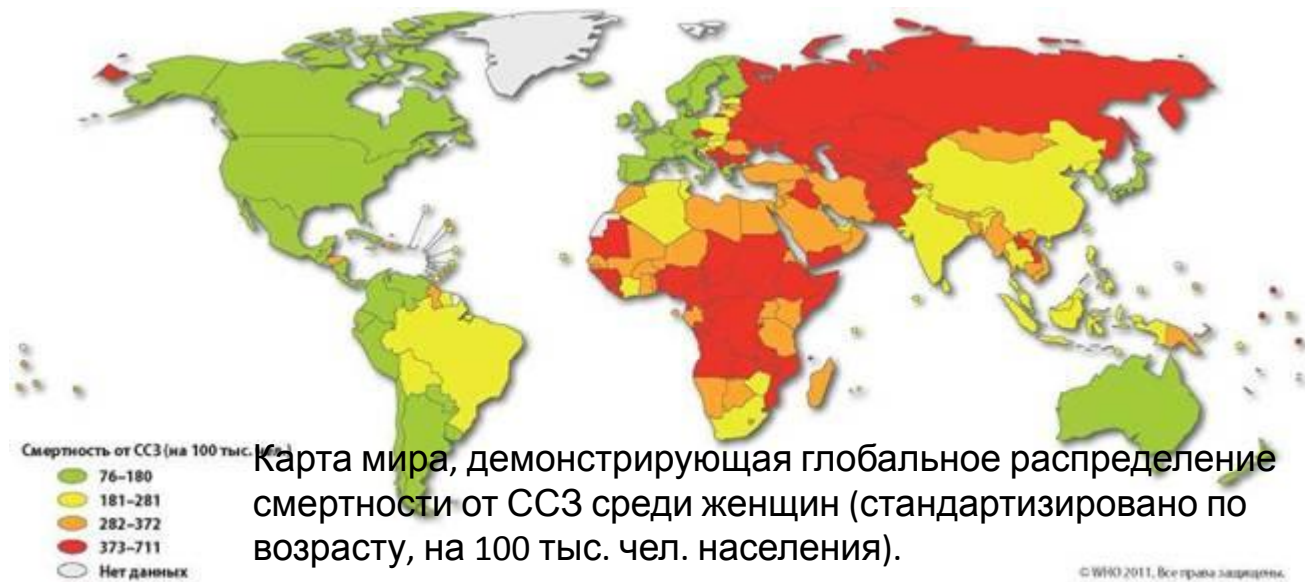 Смертность от ССЗ (на 100 тыс. чел.)
76–180
181–281
282–372
373–711
Нет данных
Карта мира, демонстрирующая глобальное распределение
смертности от ССЗ среди женщин (стандартизировано по
возрасту, на 100 тыс. чел. населения).
© WHO 2011, Все права защищены.